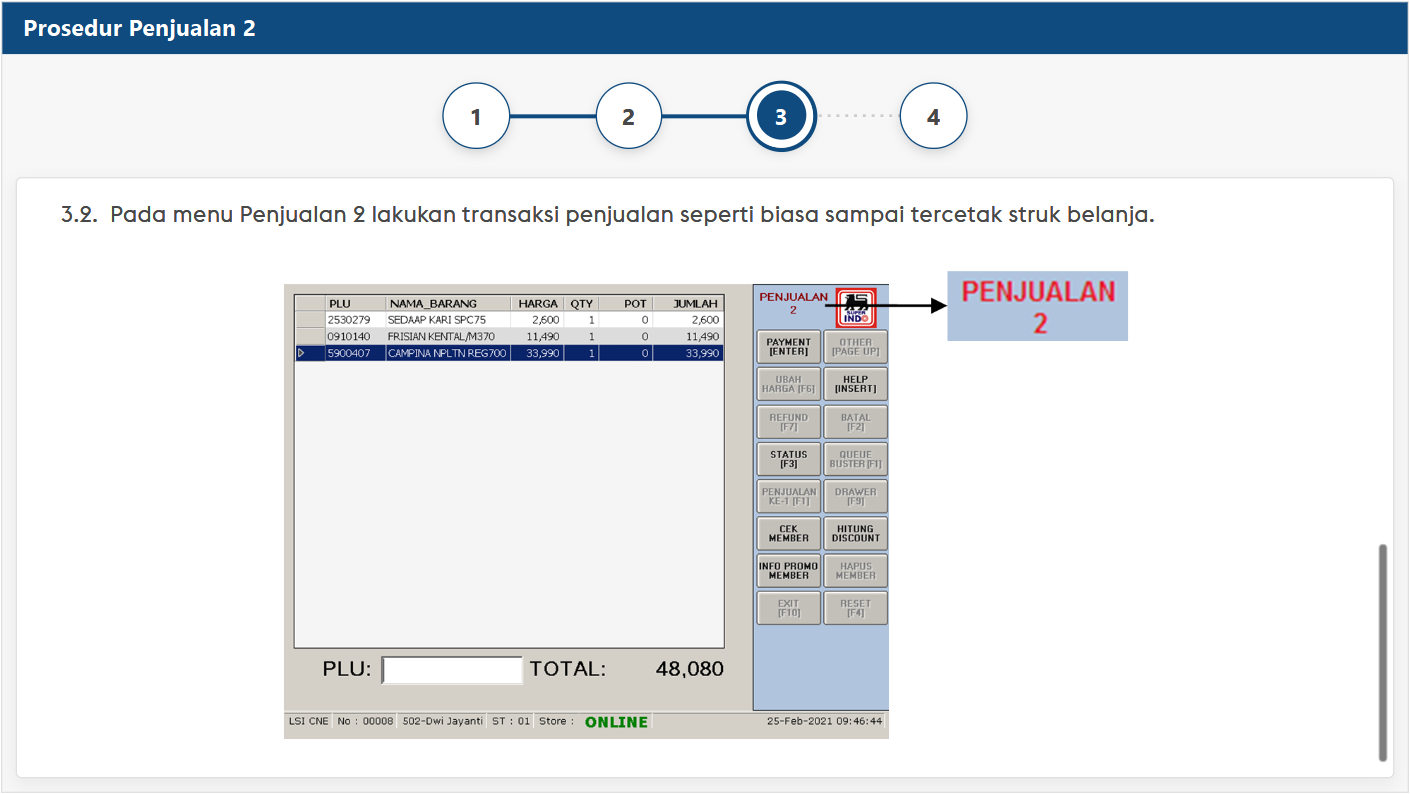 Prosedur Penjualan 2
1 2 3 4
3.2. Pada menu Penjualan 2 lakukan transaksi penjualan seperti biasa sampai tercetak struk belanja.
PLU NAMA_BARANG HARGA QTY POT JUMLAH
2530279 SEDAAP KARI SPC75 2,600 1 0 2,600
0910140 FRISIAN KENTAL/M370 11,490 1 0 11,490
5900407 CAMPINA NPLTN REG700 33,990 1 0 33,990
PLU: TOTAL: 48,080
LSI CNE No : 00008 502-Dwi Jayanti ST : 01 Store : ONLINE
PENJUALAN
2
SUPER
INDO
PAYMENT
[ENTER]
OTHER
[PAGE UP]
UBAH
HARGA [F6]
HELP
[INSERT]
REFUND
[F7]
BATAL
[F2]
STATUS
[F3]
QUEUE
BUSTER [F1]
PENJUALAN
KE-1 [F1]
DRAWER
[F9]
CEK
MEMBER
HITUNG
DISCOUNT
INFO PROMO
MEMBER
HAPUS
MEMBER
EXIT
[F10]
RESET
[F4]
25-Feb-2021 09:46:44
PENJUALAN
2